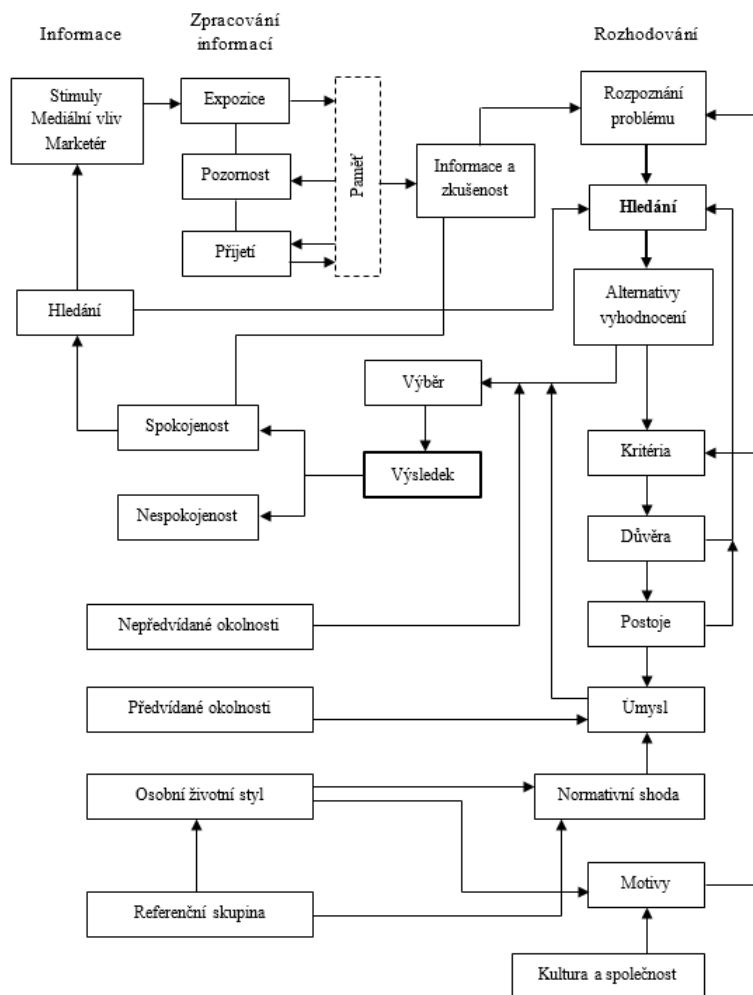 Informace
Zpracování
informací
Rozhodování
Stimuly
Mediální vliv
Marketér
Expozice
Pozornost
Přijetí
Paměť
Informace a
zkušenost
Rozpoznání
problému
Hledání
Alternativy
vyhodnocení
Hledání
Výběr
Spokojenost
Výsledek
Nespokojenost
Kritéria
Důvěra
Postoje
Nepředvídané okolnosti
Předvídané okolnosti
Úmysl
Osobní životní styl
Normativní shoda
Referenční skupina
Motivy
Kultura a společnost